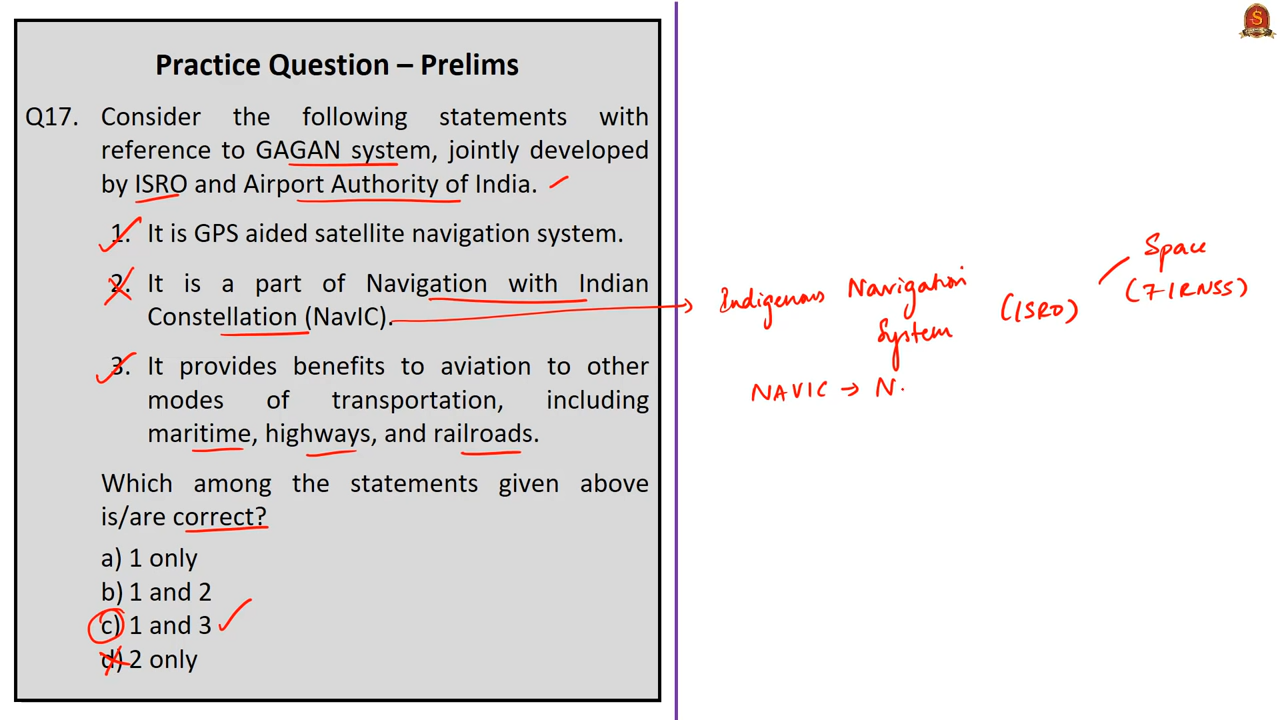 Practice Question – Prelims
Q17. Consider the following statements with
reference to GAGAN system, jointly developed
by ISRO and Airport Authority of India.
1. It is GPS aided satellite navigation system.
2. It is a part of Navigation with Indian
Constellation (NavIC).
3. It provides benefits to aviation to other
modes of transportation, including
maritime, highways, and railroads.
Which among the statements given above
is/are correct?
a) 1 only
b) 1 and 2
c) 1 and 3
d) 2 only
Indigenous Navigation
System
(ISRO)
Space
(7 IRNSS)
NAVIC → N.
S